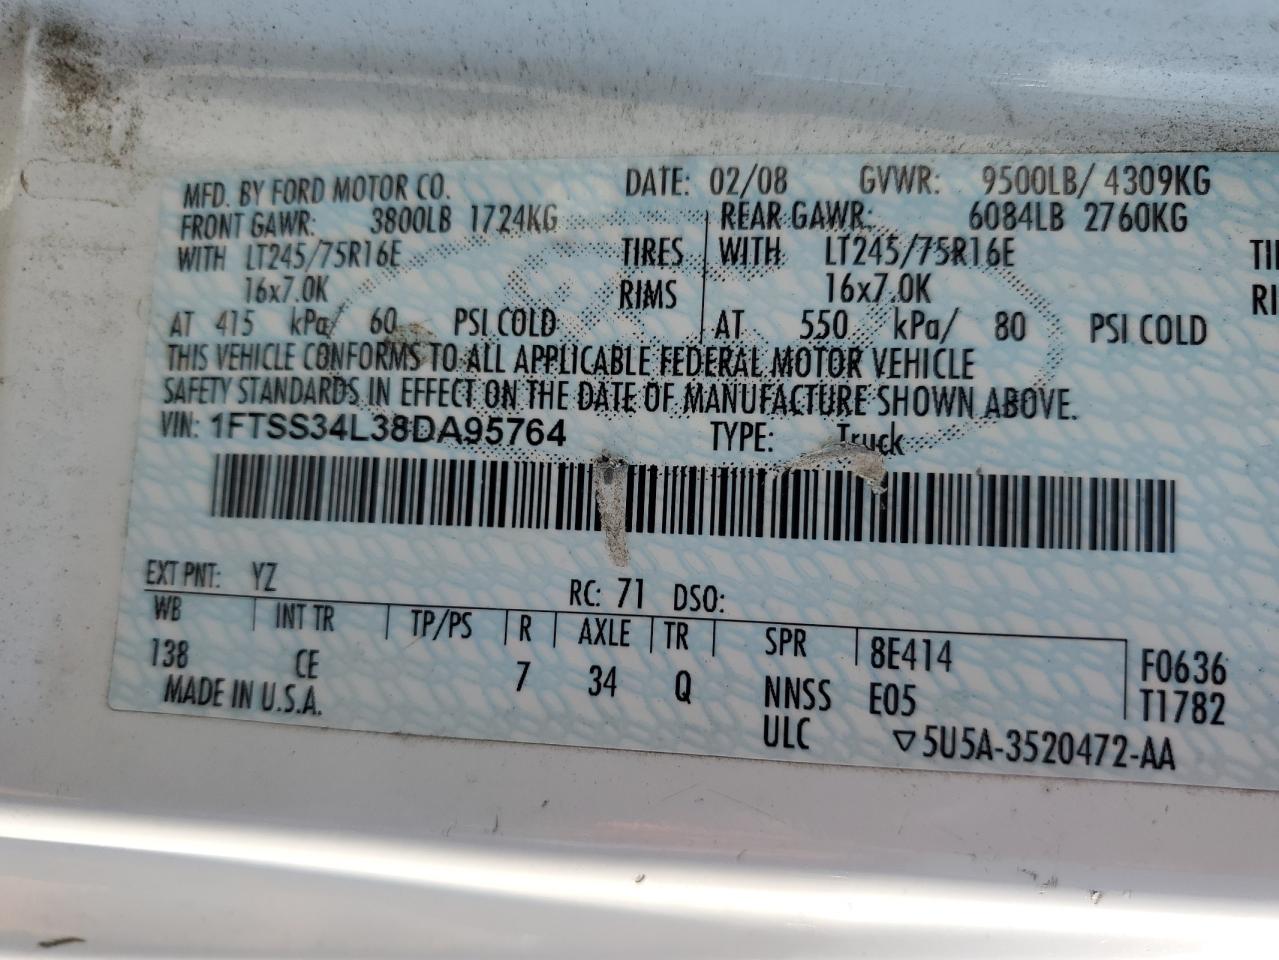 MFD. BY FORD MOTOR CO. DATE: 02/08 GVWR: 9500LB/ 4309KG
FRONT GAWR: 3800LB 1724KG REAR GAWR: 6084LB 2760KG
WITH LT245/75R16E TIRES WITH LT245/75R16E TI
16x7.0K RIMS 16x7.0K RI
AT 415 kPa/ 60 PSI COLD AT 550 kPa/ 80 PSI COLD
THIS VEHICLE CONFORMS TO ALL APPLICABLE FEDERAL MOTOR VEHICLE
SAFETY STANDARDS IN EFFECT ON THE DATE OF MANUFACTURE SHOWN ABOVE.
VIN: 1FTSS34L38DA95764 TYPE: Truck
EXT PNT: YZ RC: 71 DSO:
WB INT TR TP/PS R AXLE TR SPR 8E414 F0636
138 CE 7 34 Q NNSS E05 T1782
MADE IN U.S.A. ULC ▽5U5A-3520472-AA